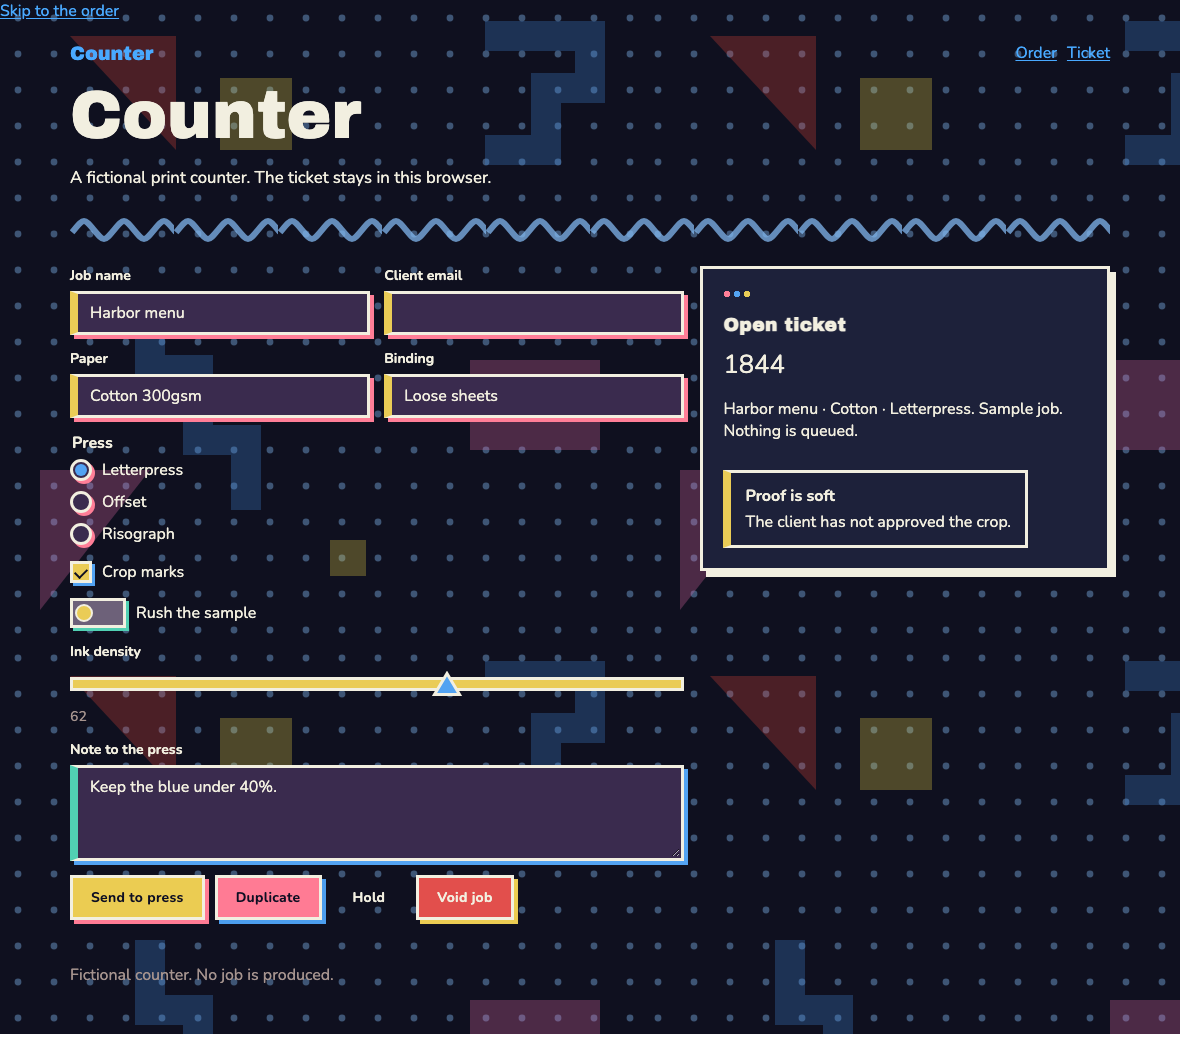 Skip to the order
Counter
Order Ticket
Counter
A fictional print counter. The ticket stays in this browser.
Job name
Harbor menu
Client email
Paper
Cotton 300gsm
Binding
Loose sheets
Press
Letterpress
Offset
Risograph
Crop marks
Rush the sample
Ink density
62
Note to the press
Keep the blue under 40%.
Send to press
Duplicate
Hold
Void job
Open ticket
1844
Harbor menu · Cotton · Letterpress. Sample job.
Nothing is queued.
Proof is soft
The client has not approved the crop.
Fictional counter. No job is produced.